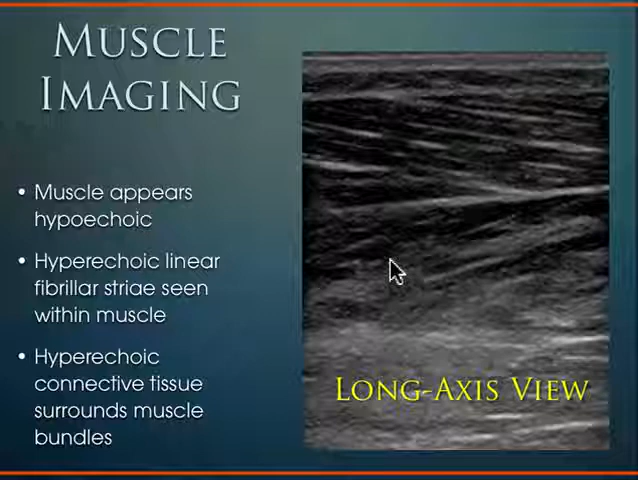 MUSCLE
IMAGING
• Muscle appears
hypoechoic
• Hyperechoic linear
fibrillar striae seen
within muscle
• Hyperechoic
connective tissue
surrounds muscle
bundles
LONG-AXIS VIEW